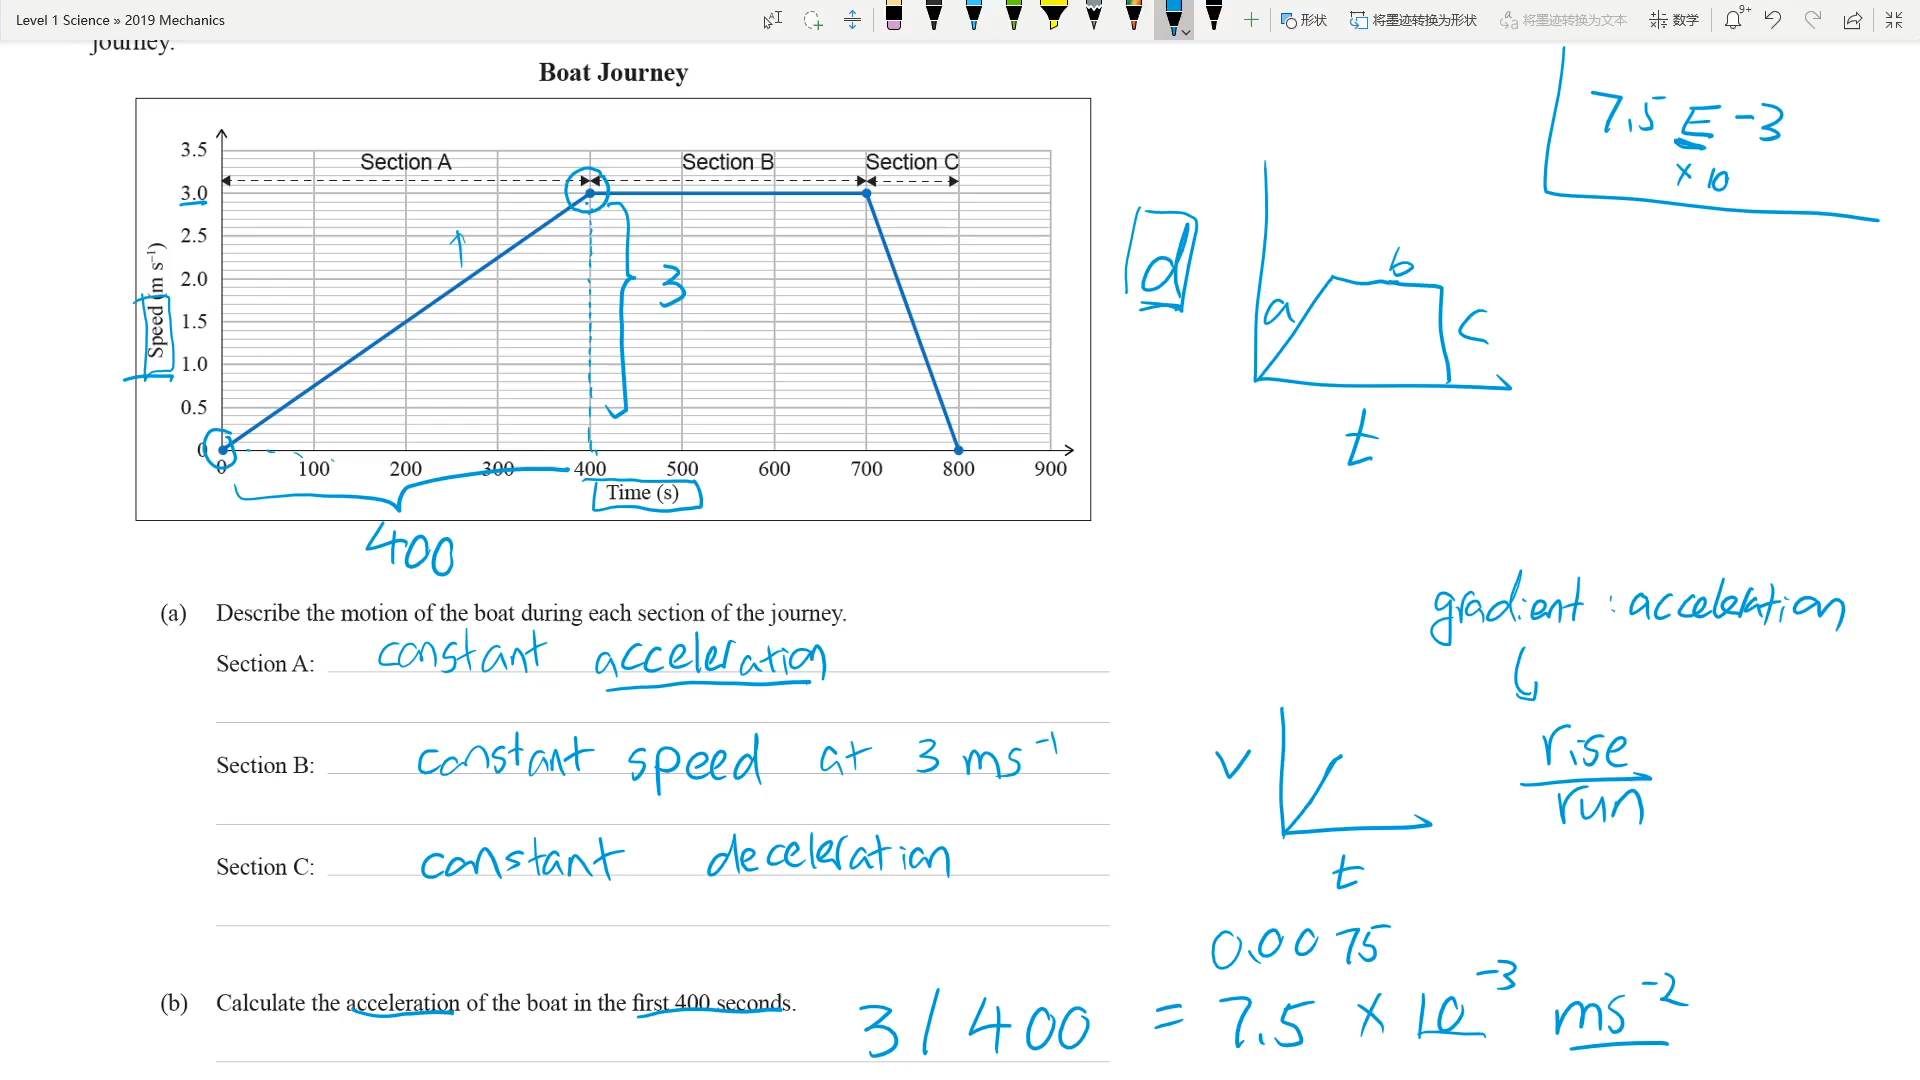 Level 1 Science » 2019 Mechanics
形状
将墨迹转换为形状
将墨迹转换为文本
数学
9+
journey.
Boat Journey
3.5
3.0
2.5
2.0
1.5
1.0
0.5
0
Speed (m s⁻¹)
Section A
Section B
Section C
3
0 100 200 300 400 500 600 700 800 900
Time (s)
400
7.5 E -3
× 10
d
a
b
c
t
(a) Describe the motion of the boat during each section of the journey.
Section A: constant acceleration
Section B: constant speed at 3 ms⁻¹
Section C: constant deceleration
gradient : acceleration
rise
run
v
t
(b) Calculate the acceleration of the boat in the first 400 seconds.
0.0075
3 / 400 = 7.5 × 10⁻³ ms⁻²